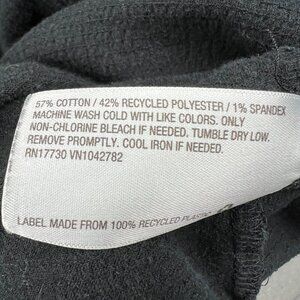 57% COTTON / 42% RECYCLED POLYESTER / 1% SPANDEX
MACHINE WASH COLD WITH LIKE COLORS. ONLY
NON-CHLORINE BLEACH IF NEEDED. TUMBLE DRY LOW.
REMOVE PROMPTLY. COOL IRON IF NEEDED.
RN17730 VN1042782
LABEL MADE FROM 100% RECYCLED PLASTIC